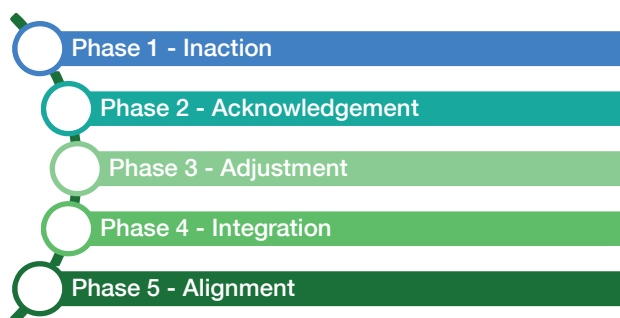 Phase 1 - Inaction
Phase 2 - Acknowledgement
Phase 3 - Adjustment
Phase 4 - Integration
Phase 5 - Alignment